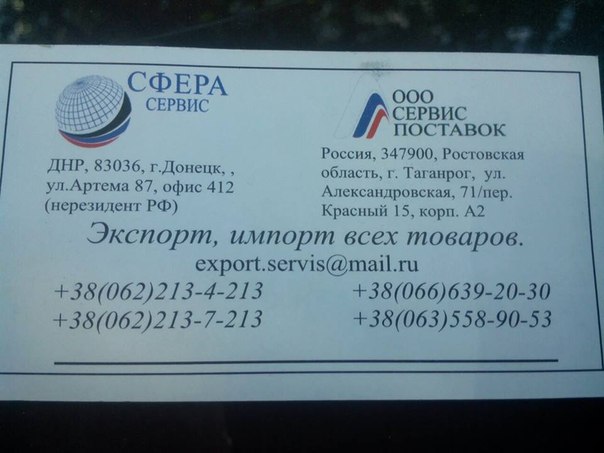 СФЕРА
СЕРВИС
ДНР, 83036, г.Донецк, ,
ул.Артема 87, офис 412
(нерезидент РФ)
ООО
СЕРВИС
ПОСТАВОК
Россия, 347900, Ростовская
область, г. Таганрог, ул.
Александровская, 71/пер.
Красный 15, корп. А2
Экспорт, импорт всех товаров.
export.servis@mail.ru
+38(062)213-4-213
+38(066)639-20-30
+38(062)213-7-213
+38(063)558-90-53